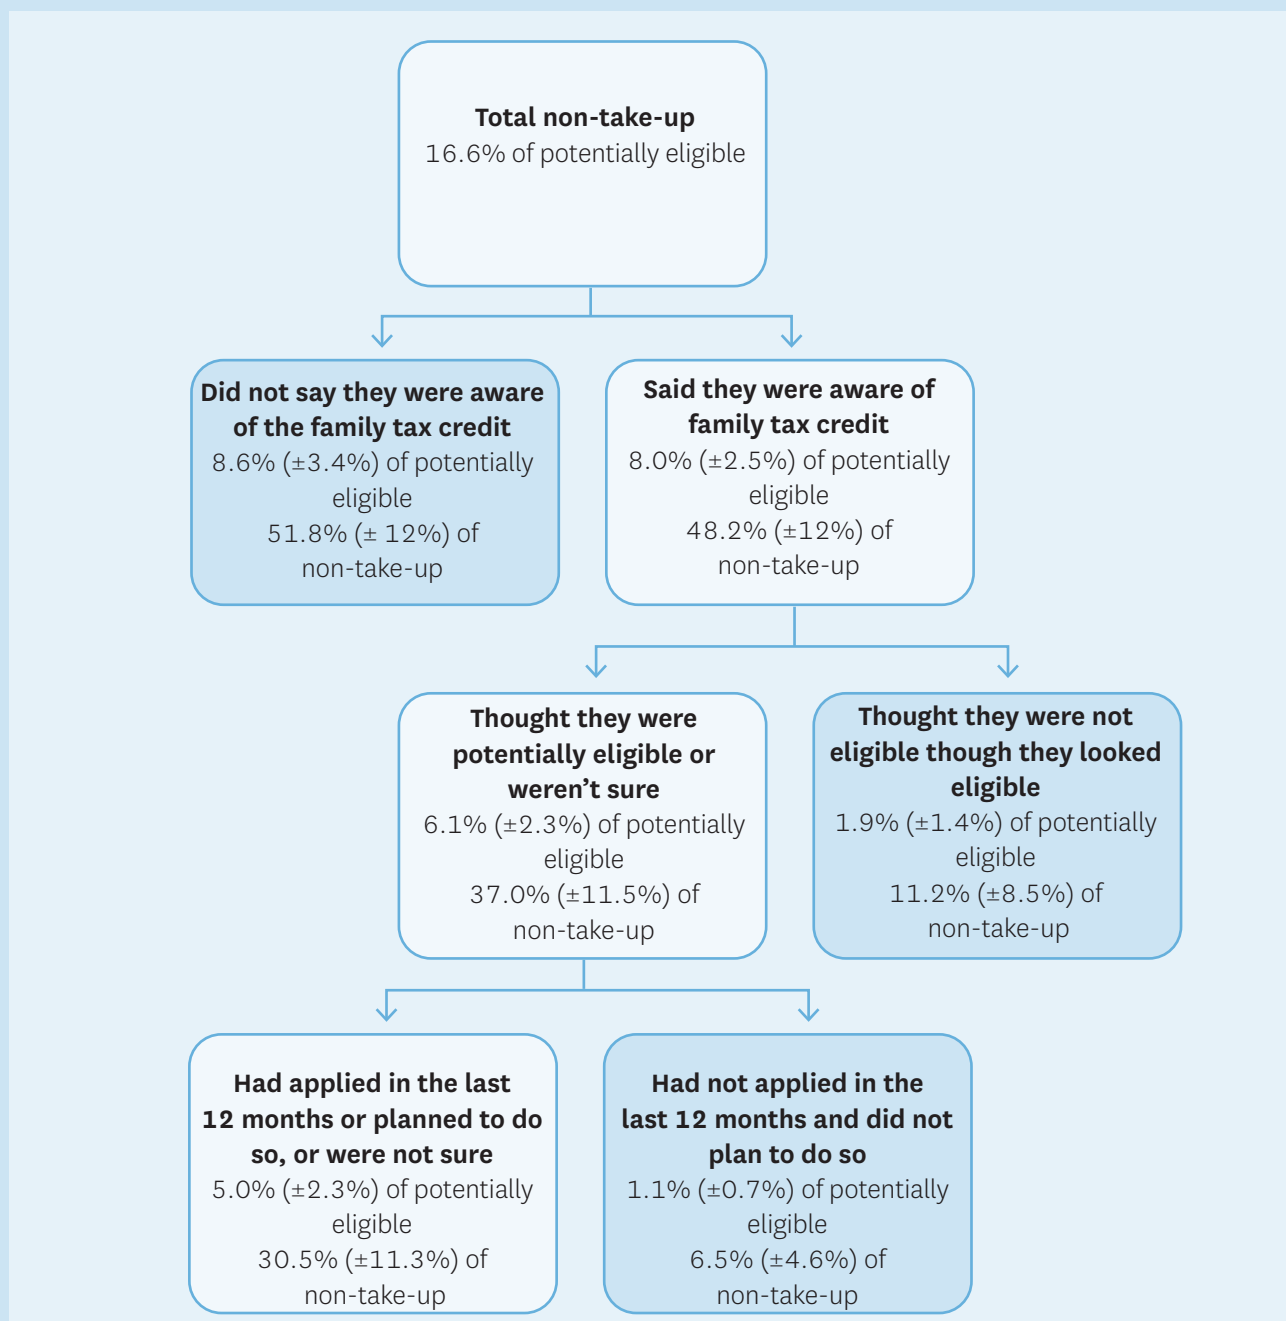 Total non-take-up
16.6% of potentially eligible
Did not say they were aware
of the family tax credit
8.6% (±3.4%) of potentially
eligible
51.8% (± 12%) of
non-take-up
Said they were aware of
family tax credit
8.0% (±2.5%) of potentially
eligible
48.2% (±12%) of
non-take-up
Thought they were
potentially eligible or
weren’t sure
6.1% (±2.3%) of potentially
eligible
37.0% (±11.5%) of
non-take-up
Thought they were not
eligible though they looked
eligible
1.9% (±1.4%) of potentially
eligible
11.2% (±8.5%) of
non-take-up
Had applied in the last
12 months or planned to do
so, or were not sure
5.0% (±2.3%) of potentially
eligible
30.5% (±11.3%) of
non-take-up
Had not applied in the
last 12 months and did not
plan to do so
1.1% (±0.7%) of potentially
eligible
6.5% (±4.6%) of
non-take-up